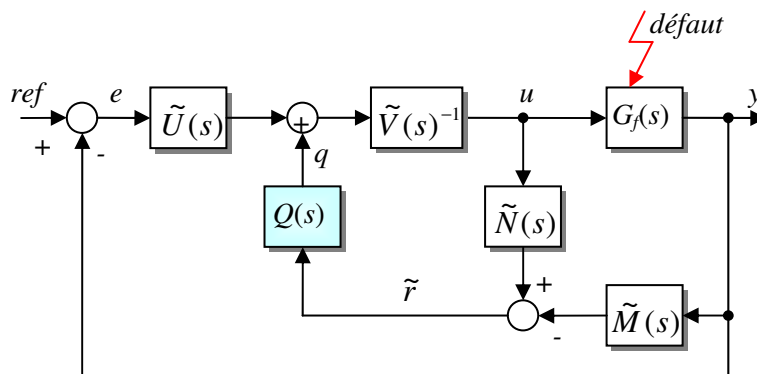 défaut
ref e Ũ(s) + Ṽ(s)⁻¹ u G_f(s) y
+ - q
Q(s) Ñ(s)
r̃ + - M̃(s)